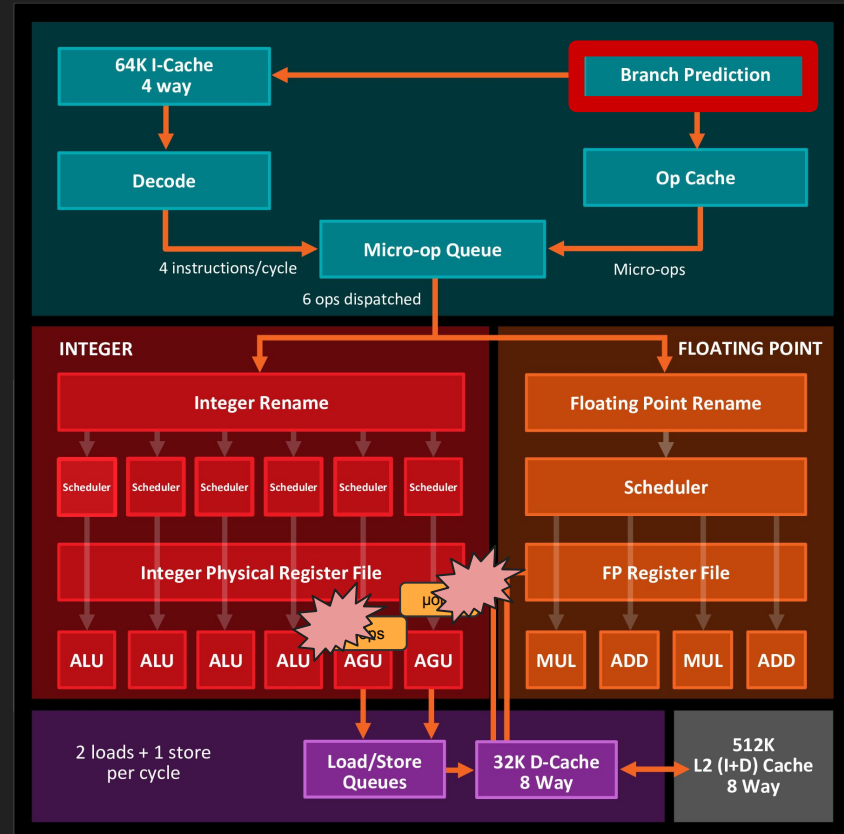 64K I-Cache
4 way
Branch Prediction
Decode
Op Cache
Micro-op Queue
4 instructions/cycle
Micro-ops
6 ops dispatched
INTEGER
FLOATING POINT
Integer Rename
Floating Point Rename
Scheduler
Scheduler
Scheduler
Scheduler
Scheduler
Scheduler
Scheduler
Integer Physical Register File
FP Register File
ALU
ALU
ALU
ALU
AGU
AGU
MUL
ADD
MUL
ADD
2 loads + 1 store
per cycle
Load/Store
Queues
32K D-Cache
8 Way
512K
L2 (I+D) Cache
8 Way